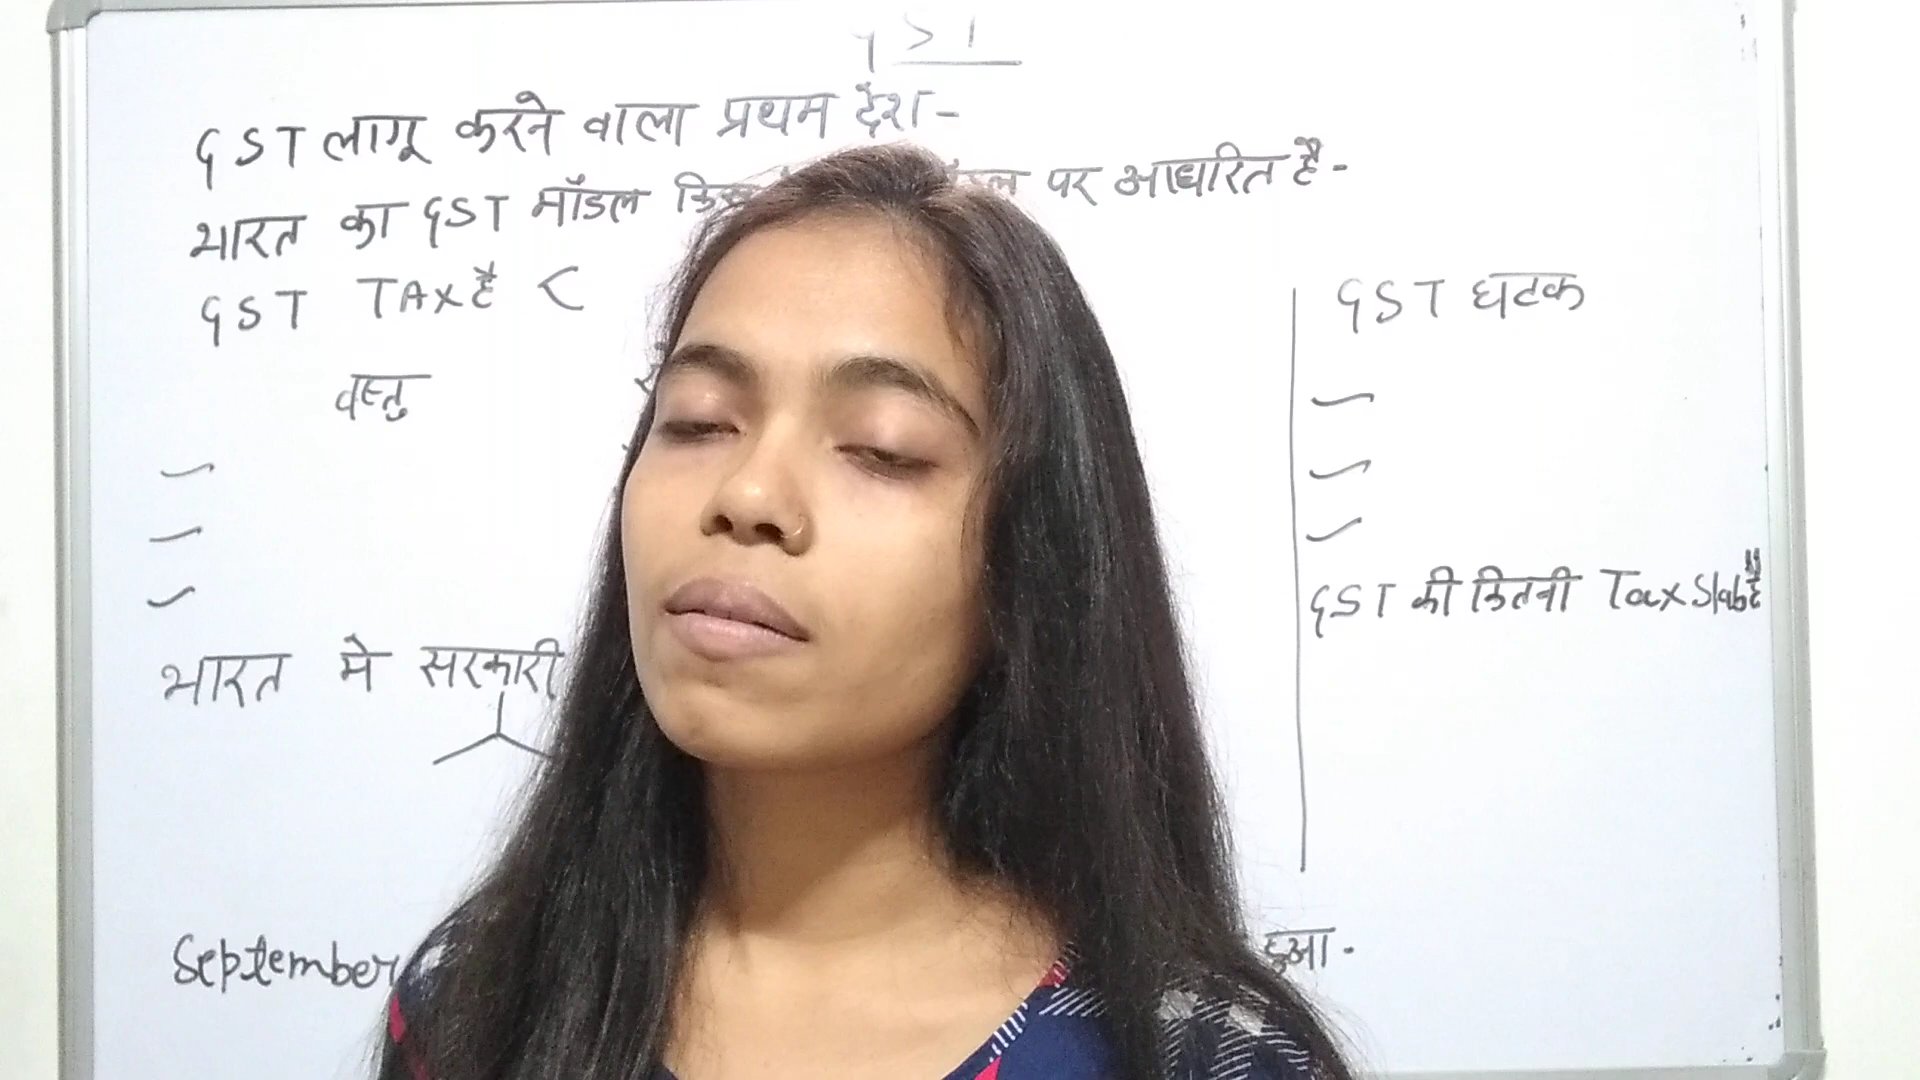 GST
GST लागू करने वाला प्रथम देश-
भारत का GST मॉडल पर आधारित है-
GST TAX है <
वस्तु
भारत मे सरकारी
September हुआ-
GST घटक
GST की कितनी Tax Slab है